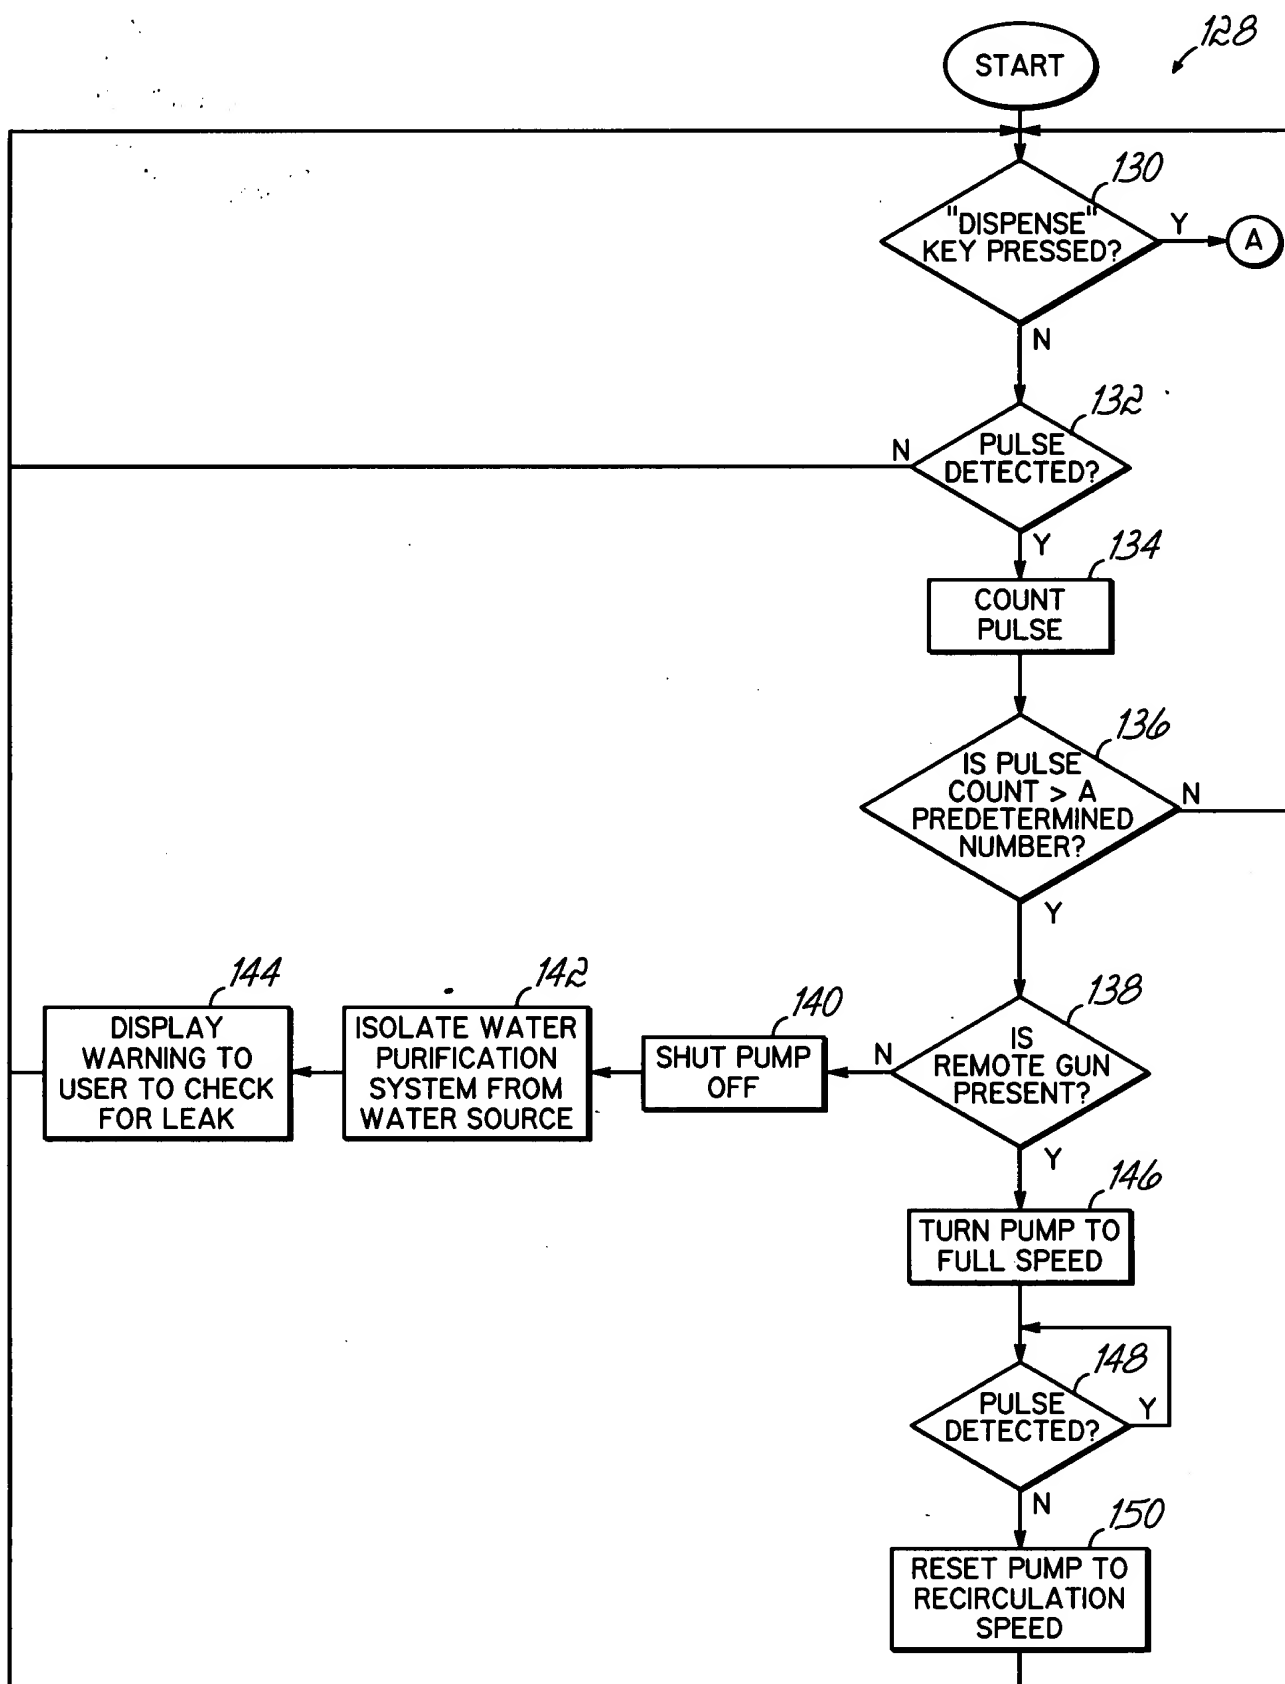 128
START
130
"DISPENSE"
KEY PRESSED?
Y
A
N
132
N
PULSE
DETECTED?
Y
134
COUNT
PULSE
136
IS PULSE
COUNT > A
PREDETERMINED
NUMBER?
N
Y
144
DISPLAY
WARNING TO
USER TO CHECK
FOR LEAK
142
ISOLATE WATER
PURIFICATION
SYSTEM FROM
WATER SOURCE
140
SHUT PUMP
OFF
N
138
IS
REMOTE GUN
PRESENT?
Y
146
TURN PUMP TO
FULL SPEED
148
PULSE
DETECTED?
Y
N
150
RESET PUMP TO
RECIRCULATION
SPEED